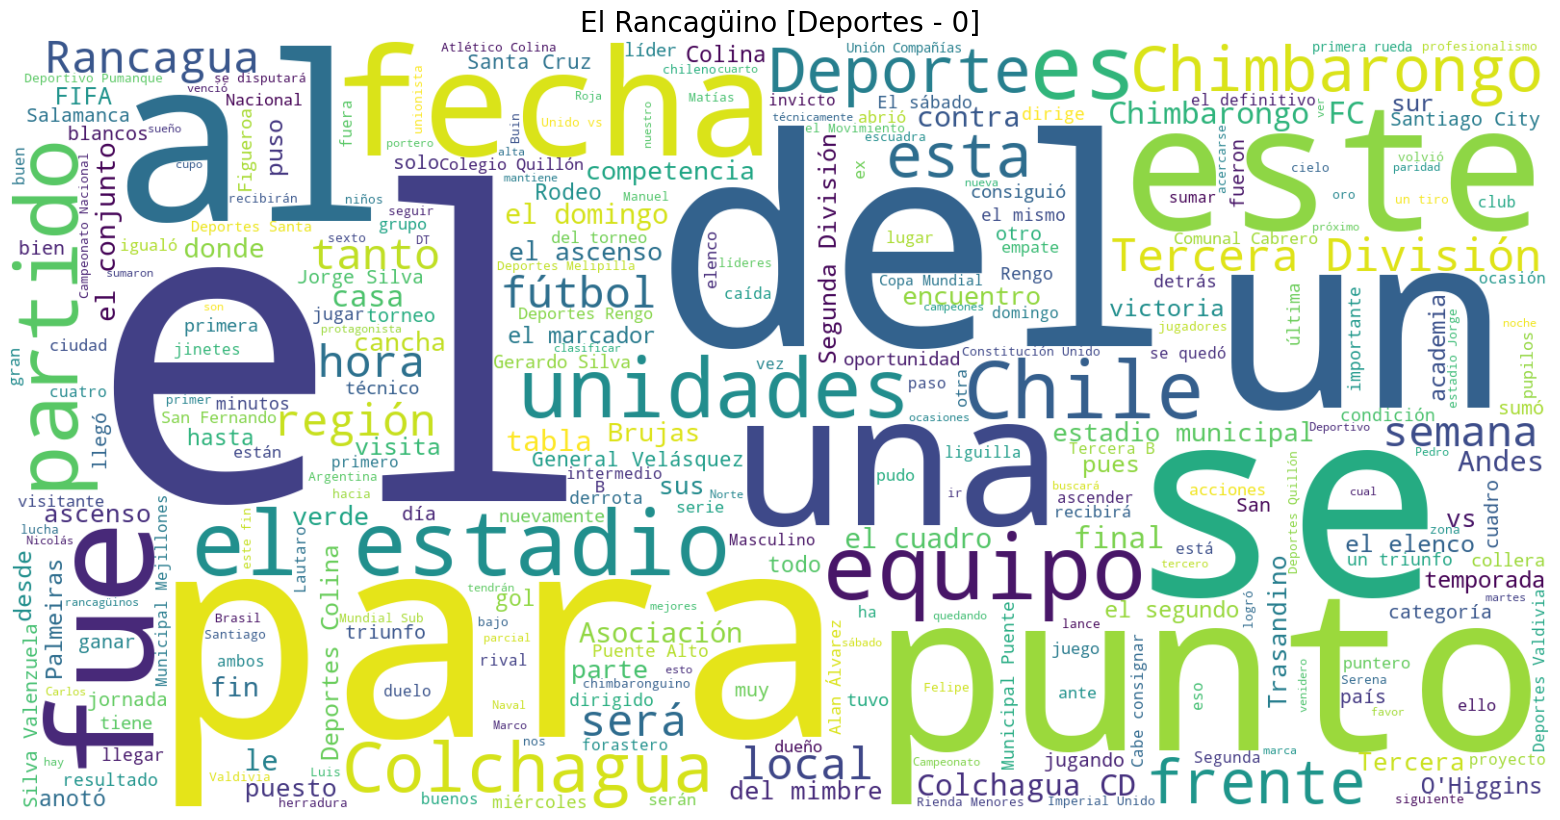 El Rancagüino [Deportes - 0]
Rancagua
al
fecha
Atlético Colina
Santa Cruz
líder
Colina
chileno
cuarto
Deporte
Unión Compañías
es
primera rueda
profesionalismo
Chimbarongo
Deportivo Pumanque
se disputará
venció
FIFA
Nacional
Salamanca
blancos
sueño
puso
fuera
unionista
Roja
Matías
Unido vs
nuestro
portero
Buin
alta
invicto
El sábado
técnicamente
abrió
el Movimiento
contra
dirige
el definitivo
Chimbarongo FC
ver
sur
Santiago City
buen
partido
cupo
Figueroa
solo
Colegio Quillón
mantiene
competencia
escuadra
esta
este
volvió
acercarse
cielo
paridad
el conjunto
Campeonato Nacional
recibirán
niños
seguir
Rodeo
Manuel
del
ex
nueva
consiguió
sumar
fueron
oro
un tiro
club
bien
igualó
Deportes Santa
grupo
el domingo
el mismo
lugar
otro
próximo
donde
sexto
DT
tanto
del torneo
el ascenso
elenco
líderes
Segunda División
empate
Comunal Cabrero
Tercera División
sumaron
Jorge Silva
Deportes Melipilla
Copa Mundial
Rengo
detrás
ocasión
el
casa
fútbol
caída
encuentro
campeones
domingo
victoria
un
son
jugar
torneo
Deportes Rengo
última
importante
academia
primera
protagonista
cancha
el marcador
jugadores
estadio Jorge
noche
gran
ciudad
jinetes
hora
clasificar
Gerardo Silva
vez
oportunidad
Constitución Unido
se quedó
pupilos
siguiente
cuatro
técnico
unidades
paso
otra
Chile
primer
minutos
San Fernando
región
ocasiones
condición
sumó
llegó
hasta
visita
tabla
Brujas
una
estadio municipal
Deportivo
semana
están
primero
General Velásquez
liguilla
Tercera B
pues
Pedro
Andes
Argentina
intermedio
B
pudo
buscará
se
visitante
hacia
derrota
sus
Norte
ir
ascender
acciones
cual
ascenso
verde
día
nuevamente
serie
recibirá
San
vs
cuadro
lucha
Nicolás
fue
el estadio
Masculino
el cuadro
final
está
Deportes Quillón
zona
el elenco
desde
Municipal Mejillones
este fin
Lautaro
todo
equipo
tercero
un triunfo
collera
Palmeiras
rancagüinos
para
tendrán
gol
mejores
ha
el segundo
Trasandino
temporada
martes
Brasil
Mundial Sub
bajo
Asociación
quedando
lance
logró
categoría
ganar
Santiago
triunfo
parcial
Puente Alto
Alan Álvarez
sábado
punto
juego
puntero
Silva Valenzuela
ambos
Deportes Colina
rival
esto
parte
Municipal Puente
Serena
Deportes Valdivia
Carlos
fin
duelo
chimbaronguino
muy
Felipe
ante
eso
venidero
país
jornada
dirigido
tuvo
Cabe consignar
favor
ello
tiene
Naval
Marco
será
hay
llegar
le
nos
forastero
dueño
marca
resultado
Valdivia
Luis
Colchagua
local
Campeonato
jugando
Segunda
Tercera
proyecto
anotó
puesto
herradura
buenos
miércoles
serán
del mimbre
Colchagua CD
Rienda Menores
Imperial Unido
frente
O'Higgins